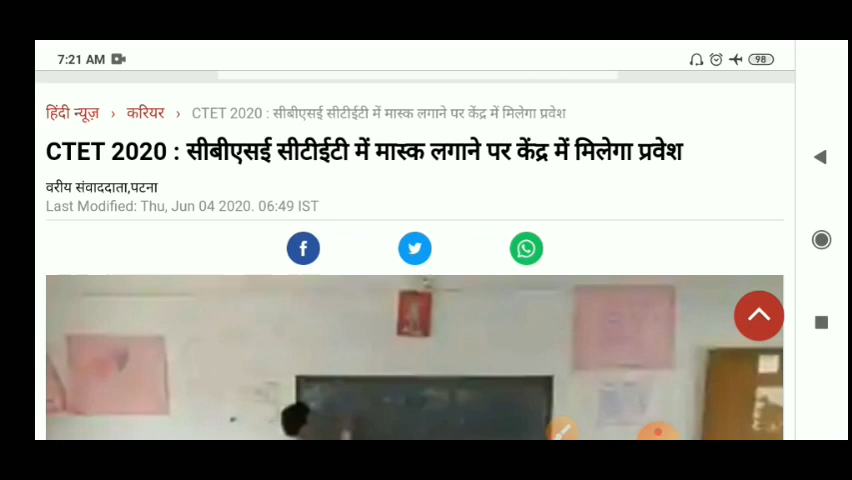 7:21 AM 98
हिंदी न्यूज़ › करियर › CTET 2020 : सीबीएसई सीटीईटी में मास्क लगाने पर केंद्र में मिलेगा प्रवेश
CTET 2020 : सीबीएसई सीटीईटी में मास्क लगाने पर केंद्र में मिलेगा प्रवेश
वरीय संवाददाता,पटना
Last Modified: Thu, Jun 04 2020. 06:49 IST